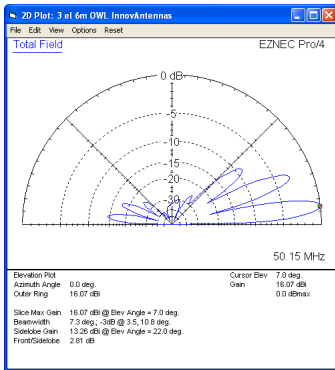 2D Plot: 3 el 6m OWL InnovAntennas
File Edit View Options Reset
Total Field
EZNEC Pro/4
0 dB
-5
-10
-15
-20
-30
50.15 MHz
Elevation Plot
Azimuth Angle 0.0 deg.
Outer Ring 16.07 dBi
Cursor Elev 7.0 deg.
Gain 16.07 dBi
0.0 dBmax
Slice Max Gain 16.07 dBi @ Elev Angle = 7.0 deg.
Beamwidth 7.3 deg.; -3dB @ 3.5, 10.8 deg.
Sidelobe Gain 13.26 dBi @ Elev Angle = 22.0 deg.
Front/Sidelobe 2.81 dB